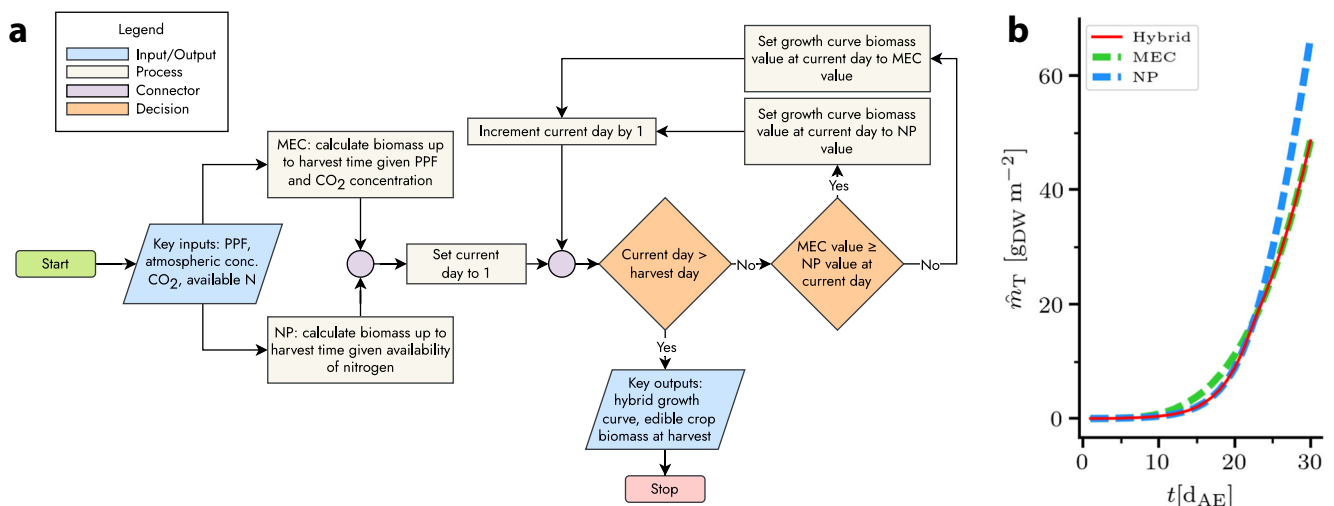 a
Legend
Input/Output
Process
Connector
Decision
Start
Key inputs: PPF,
atmospheric conc.
CO2, available N
MEC: calculate biomass up
to harvest time given PPF
and CO2 concentration
NP: calculate biomass up to
harvest time given availability
of nitrogen
Set current
day to 1
Increment current day by 1
Set growth curve biomass
value at current day to MEC
value
Set growth curve biomass
value at current day to NP
value
Yes
Current day >
harvest day
No
MEC value ≥
NP value at
current day
No
Yes
Key outputs:
hybrid growth
curve, edible crop
biomass at harvest
Stop
b
Hybrid
MEC
NP
m̂T [gDW m−2]
60
40
20
0
0
10
20
30
t[dAE]